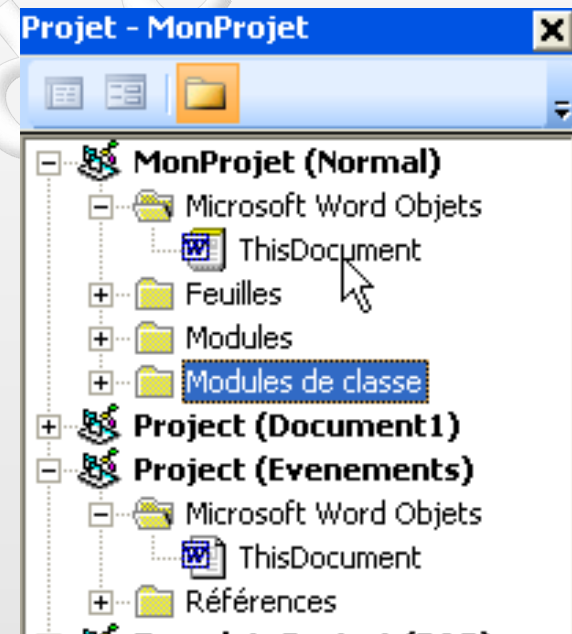 Projet - MonProjet
MonProjet (Normal)
Microsoft Word Objets
ThisDocument
Feuilles
Modules
Modules de classe
Project (Document1)
Project (Evenements)
Microsoft Word Objets
ThisDocument
Références